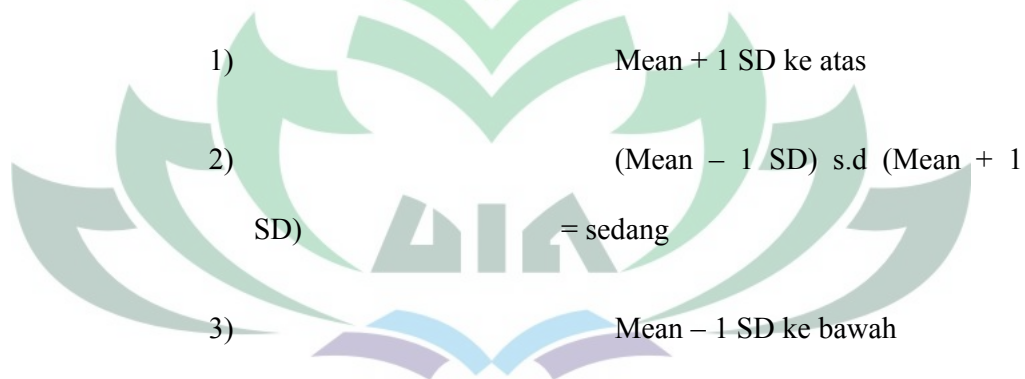 1) Mean + 1 SD ke atas
2) (Mean – 1 SD) s.d (Mean + 1
SD) = sedang
3) Mean – 1 SD ke bawah